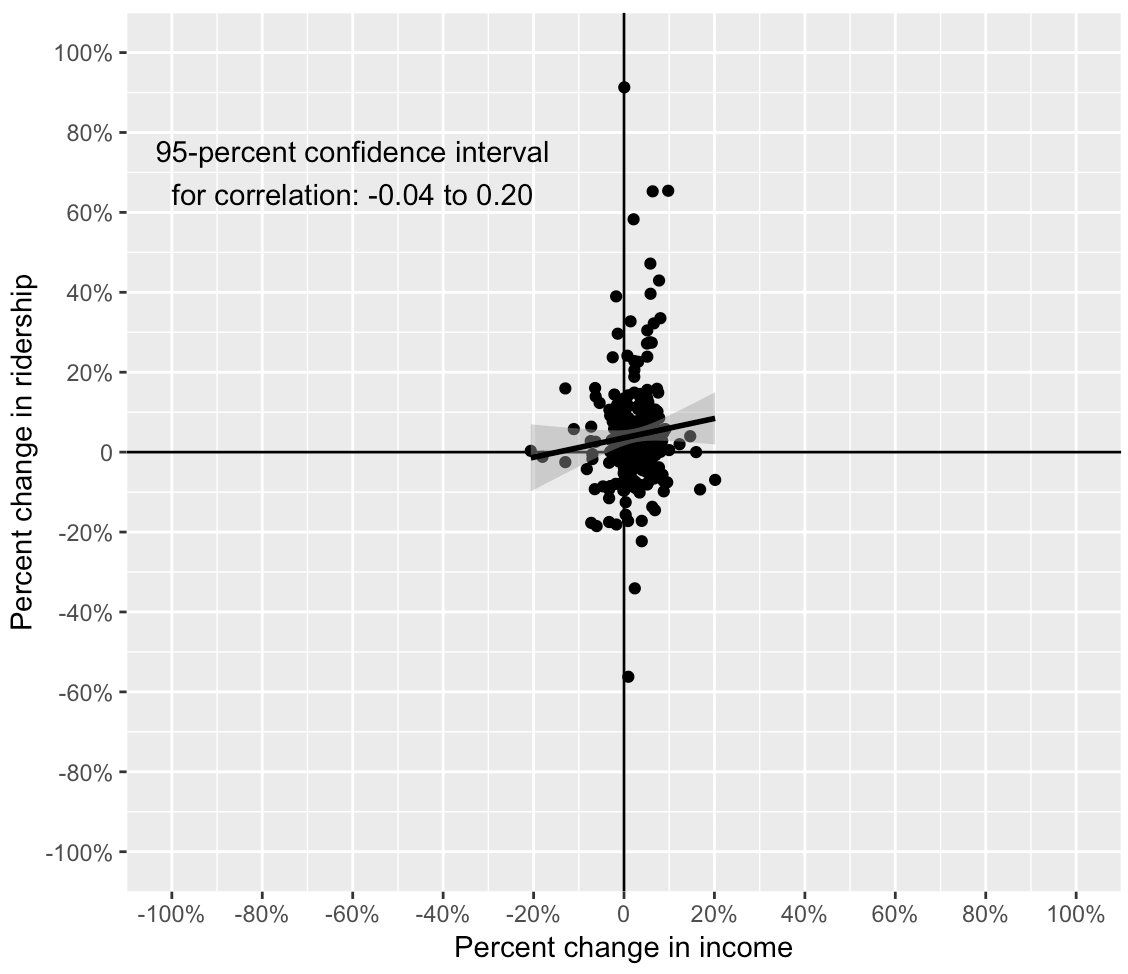 100%
80%
95-percent confidence interval
for correlation: -0.04 to 0.20
60%
40%
20%
0
-20%
-40%
-60%
-80%
-100%
Percent change in ridership
-100% -80% -60% -40% -20% 0 20% 40% 60% 80% 100%
Percent change in income